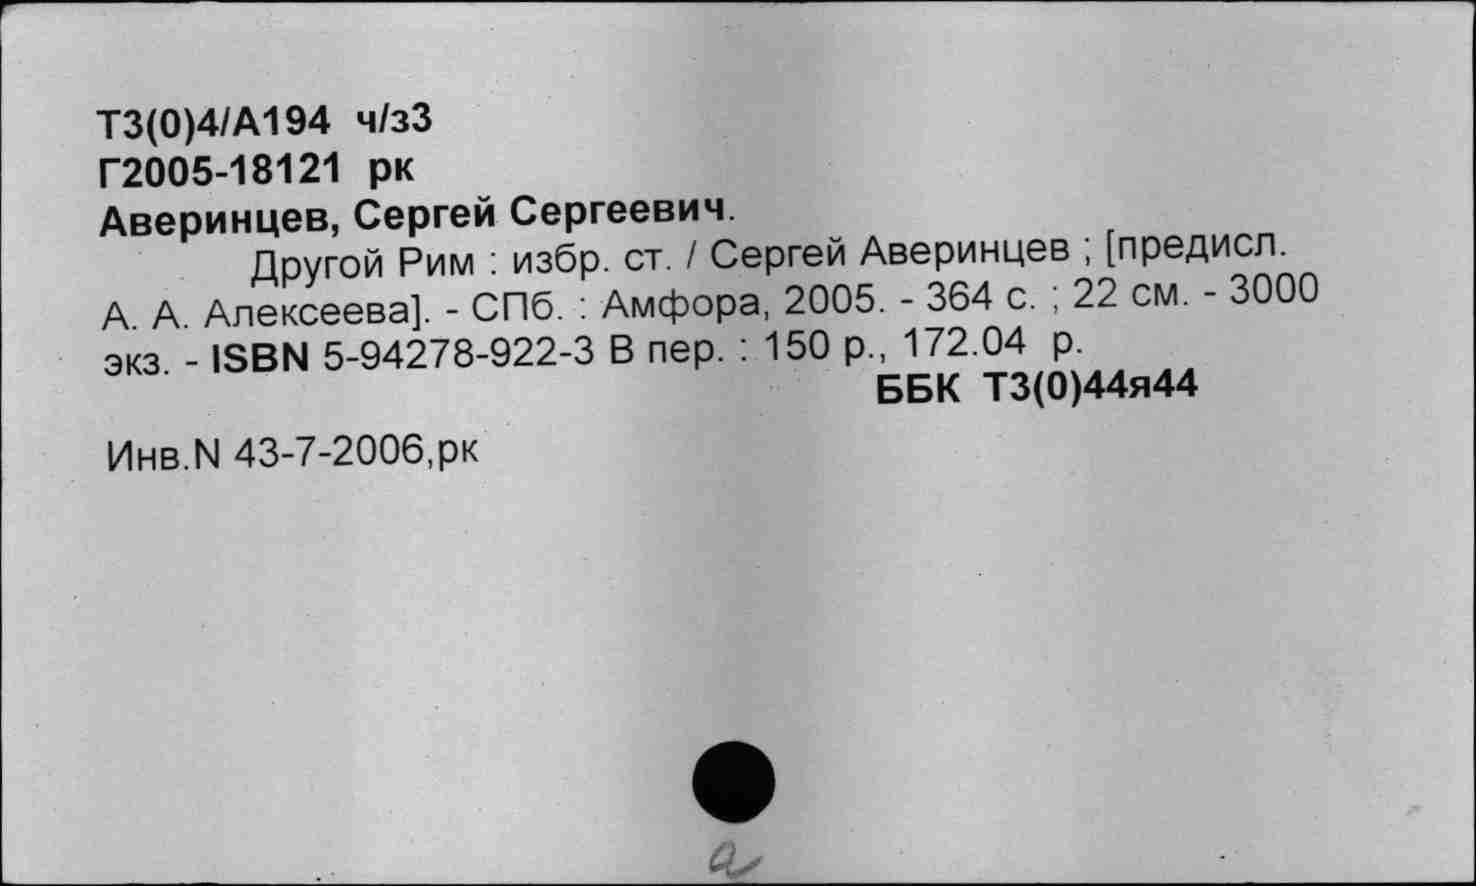 Т3(0)4/А194 ч/з3
Г2005-18121 рк
Аверинцев, Сергей Сергеевич.
Другой Рим : избр. ст. / Сергей Аверинцев ; [предисл.
А. А. Алексеева]. - СПб. : Амфора, 2005. - 364 с. ; 22 см. - 3000
экз. - ISBN 5-94278-922-3 В пер. : 150 р., 172.04 р.
ББК Т3(0)44я44
Инв.N 43-7-2006,рк